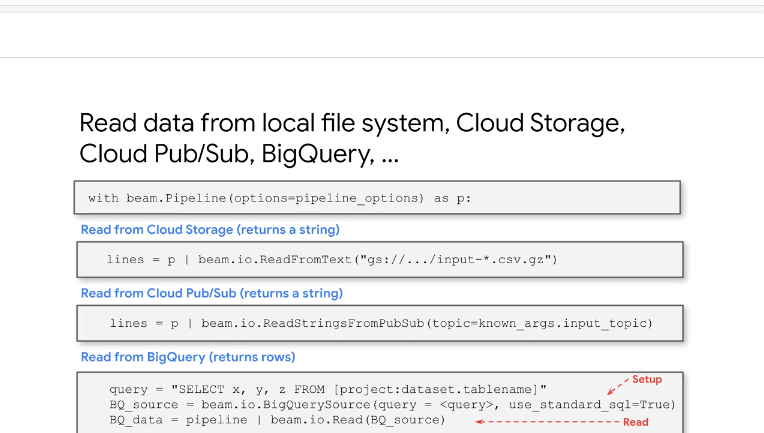 Read data from local file system, Cloud Storage,
Cloud Pub/Sub, BigQuery, ...
with beam.Pipeline(options=pipeline_options) as p:
Read from Cloud Storage (returns a string)
lines = p | beam.io.ReadFromText("gs://.../input-*.csv.gz")
Read from Cloud Pub/Sub (returns a string)
lines = p | beam.io.ReadStringsFromPubSub(topic=known_args.input_topic)
Read from BigQuery (returns rows)
query = "SELECT x, y, z FROM [project:dataset.tablename]"
Setup
BQ_source = beam.io.BigQuerySource(query = <query>, use_standard_sql=True)
BQ_data = pipeline | beam.io.Read(BQ_source)
Read